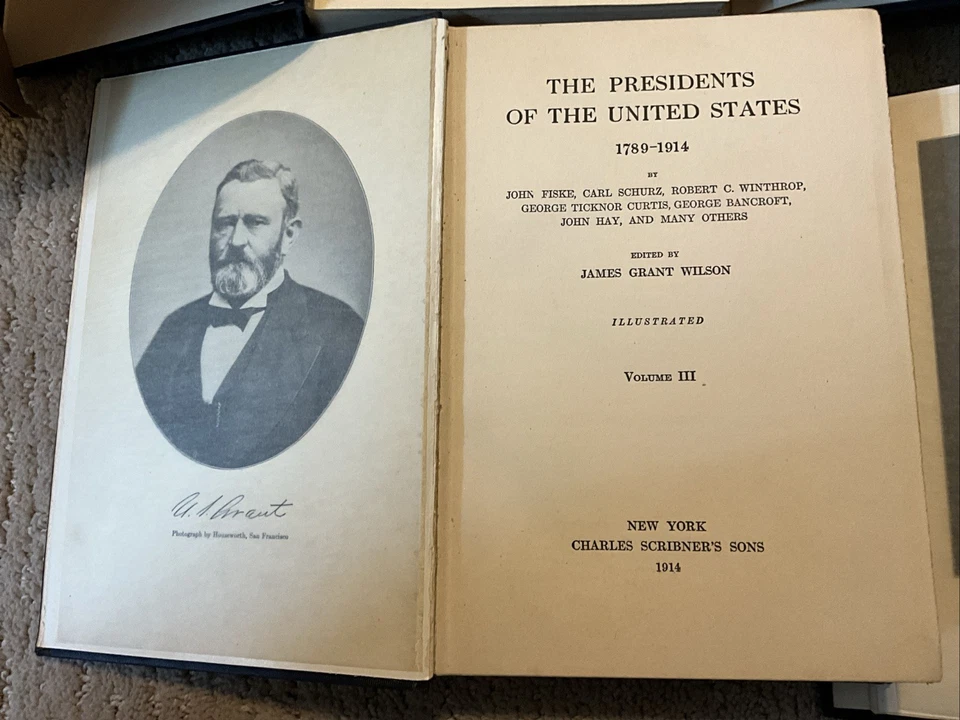 U. S. Grant
Photograph by Houseworth, San Francisco
THE PRESIDENTS
OF THE UNITED STATES
1789–1914
BY
JOHN FISKE, CARL SCHURZ, ROBERT C. WINTHROP,
GEORGE TICKNOR CURTIS, GEORGE BANCROFT,
JOHN HAY, AND MANY OTHERS
EDITED BY
JAMES GRANT WILSON
ILLUSTRATED
VOLUME III
NEW YORK
CHARLES SCRIBNER'S SONS
1914